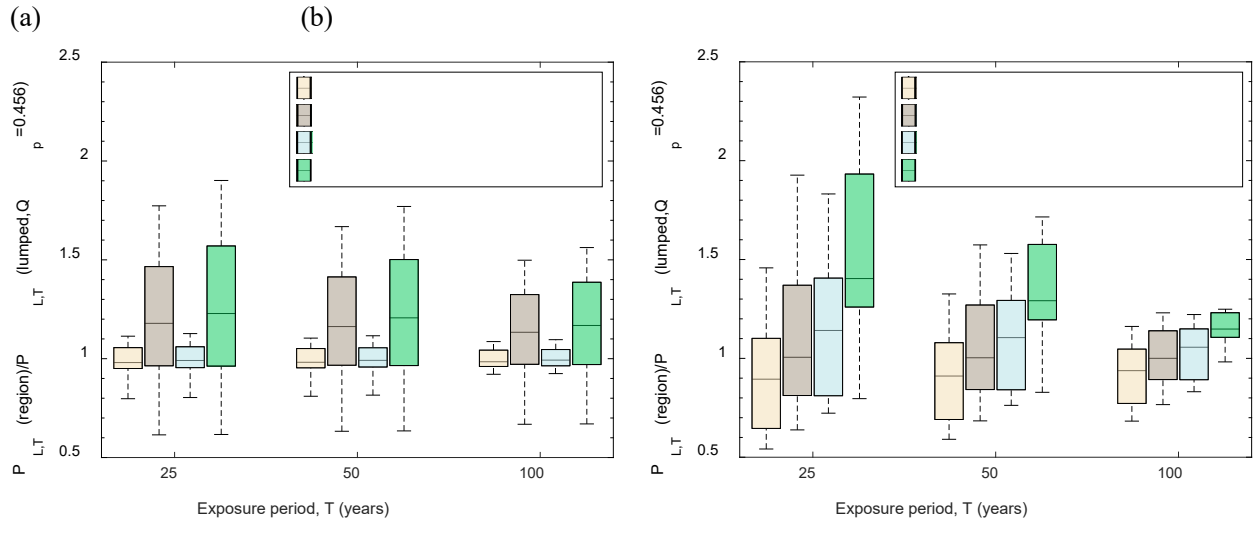 (a) (b)
2.5
2
1.5
1
0.5
P L,T (region)/P L,T (lumped,Q p =0.456)
25 50 100
Exposure period, T (years)
2.5
2
1.5
1
0.5
P L,T (region)/P L,T (lumped,Q p =0.456)
25 50 100
Exposure period, T (years)